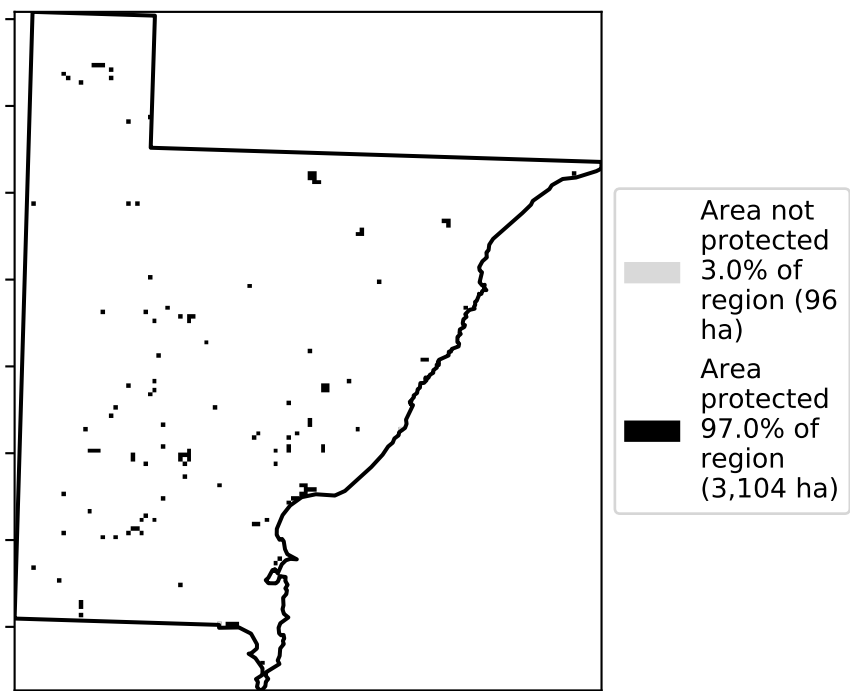 Area not
protected
3.0% of
region (96
ha)
Area
protected
97.0% of
region
(3,104 ha)